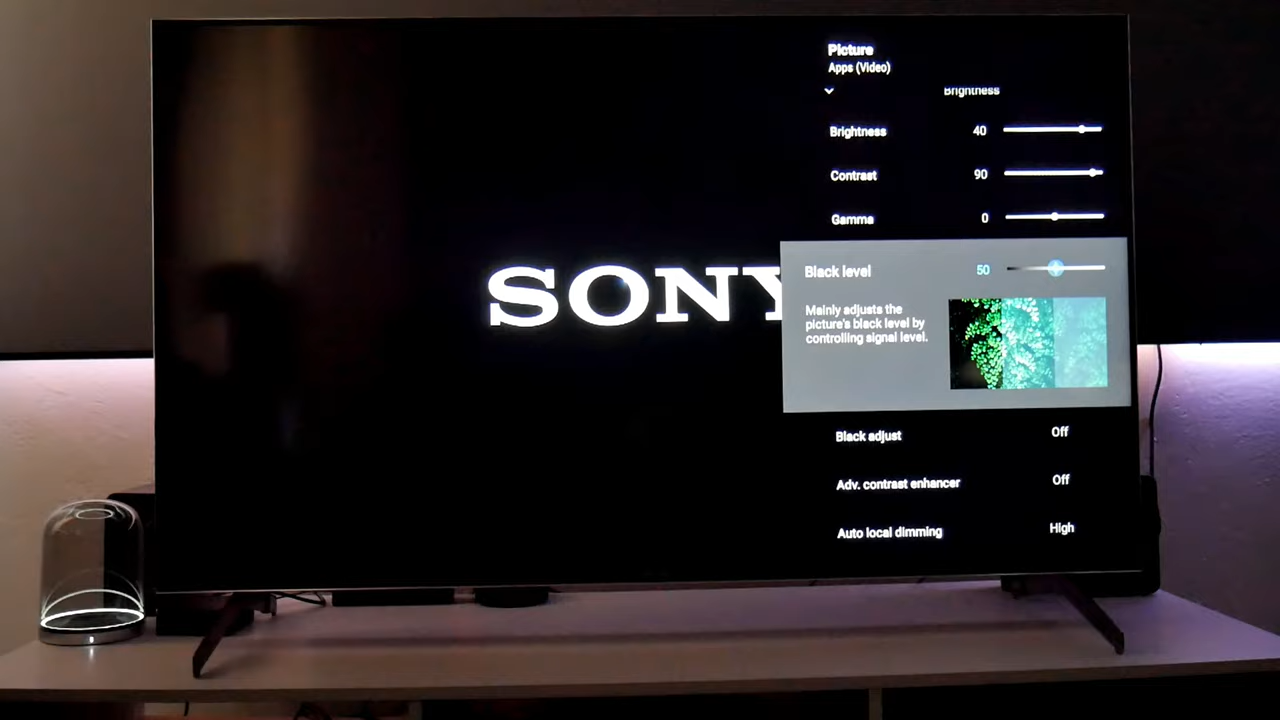 Picture
Apps (Video)
Brightness
Brightness 40
Contrast 90
Gamma 0
SONY
Black level 50
Mainly adjusts the
picture's black level by
controlling signal level.
Black adjust Off
Adv. contrast enhancer Off
Auto local dimming High